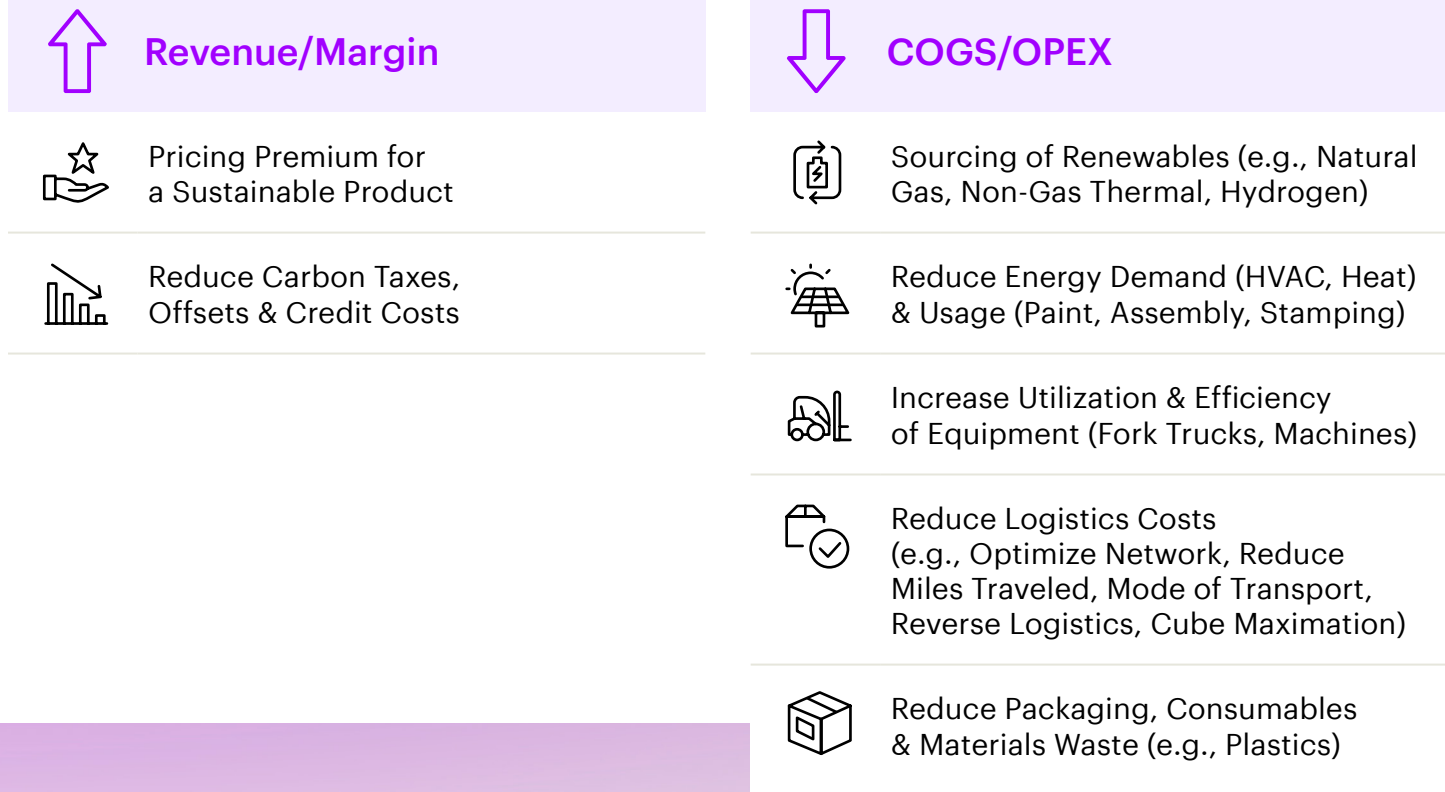 Revenue/Margin
Pricing Premium for
a Sustainable Product
Reduce Carbon Taxes,
Offsets & Credit Costs
COGS/OPEX
Sourcing of Renewables (e.g., Natural
Gas, Non-Gas Thermal, Hydrogen)
Reduce Energy Demand (HVAC, Heat)
& Usage (Paint, Assembly, Stamping)
Increase Utilization & Efficiency
of Equipment (Fork Trucks, Machines)
Reduce Logistics Costs
(e.g., Optimize Network, Reduce
Miles Traveled, Mode of Transport,
Reverse Logistics, Cube Maximation)
Reduce Packaging, Consumables
& Materials Waste (e.g., Plastics)